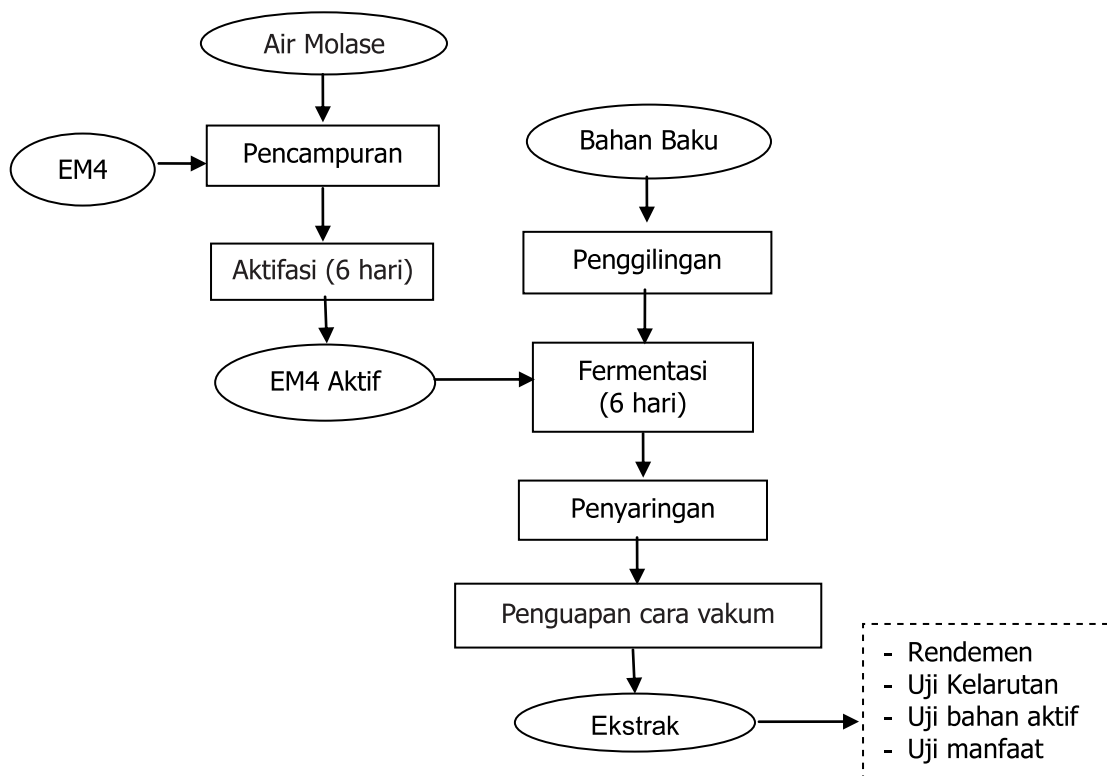 Air Molase
EM4
Pencampuran
Aktifasi (6 hari)
EM4 Aktif
Bahan Baku
Penggilingan
Fermentasi
(6 hari)
Penyaringan
Penguapan cara vakum
Ekstrak
- Rendemen
- Uji Kelarutan
- Uji bahan aktif
- Uji manfaat